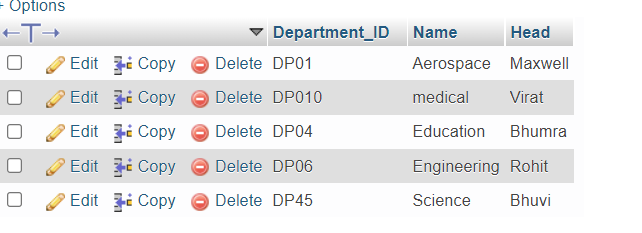 + Options
←T→ Department_ID Name Head
Edit Copy Delete DP01 Aerospace Maxwell
Edit Copy Delete DP010 medical Virat
Edit Copy Delete DP04 Education Bhumra
Edit Copy Delete DP06 Engineering Rohit
Edit Copy Delete DP45 Science Bhuvi